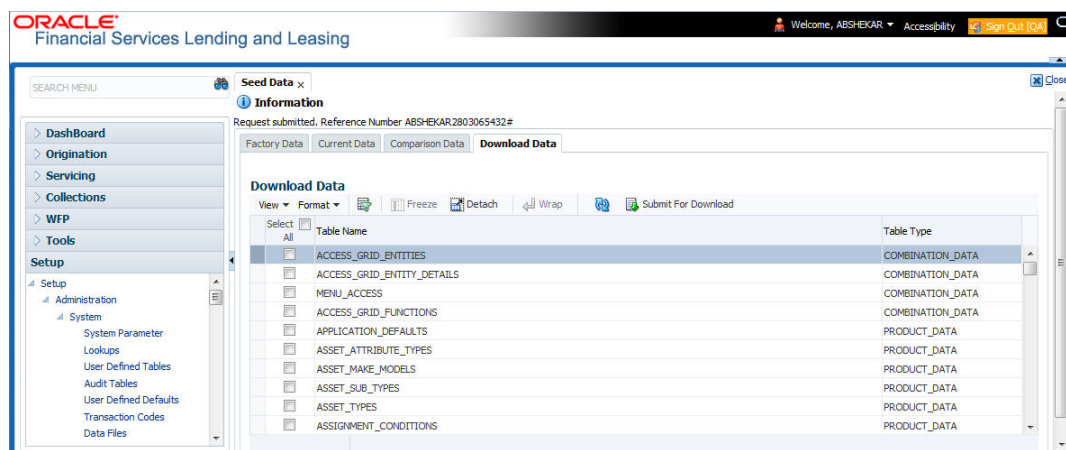 ORACLE
Financial Services Lending and Leasing
Welcome, ABSHEKAR
Accessibility
Sign Out [QA]
SEARCH MENU
DashBoard
Origination
Servicing
Collections
WFP
Tools
Setup
Setup
Administration
System
System Parameter
Lookups
User Defined Tables
Audit Tables
User Defined Defaults
Transaction Codes
Data Files
Seed Data x
Close
Information
Request submitted. Reference Number ABSHEKAR2803065432#
Factory Data Current Data Comparison Data Download Data
Download Data
View Format Freeze Detach Wrap Submit For Download
Select All Table Name Table Type
ACCESS_GRID_ENTITIES COMBINATION_DATA
ACCESS_GRID_ENTITY_DETAILS COMBINATION_DATA
MENU_ACCESS COMBINATION_DATA
ACCESS_GRID_FUNCTIONS COMBINATION_DATA
APPLICATION_DEFAULTS PRODUCT_DATA
ASSET_ATTRIBUTE_TYPES PRODUCT_DATA
ASSET_MAKE_MODELS PRODUCT_DATA
ASSET_SUB_TYPES PRODUCT_DATA
ASSET_TYPES PRODUCT_DATA
ASSIGNMENT_CONDITIONS PRODUCT_DATA